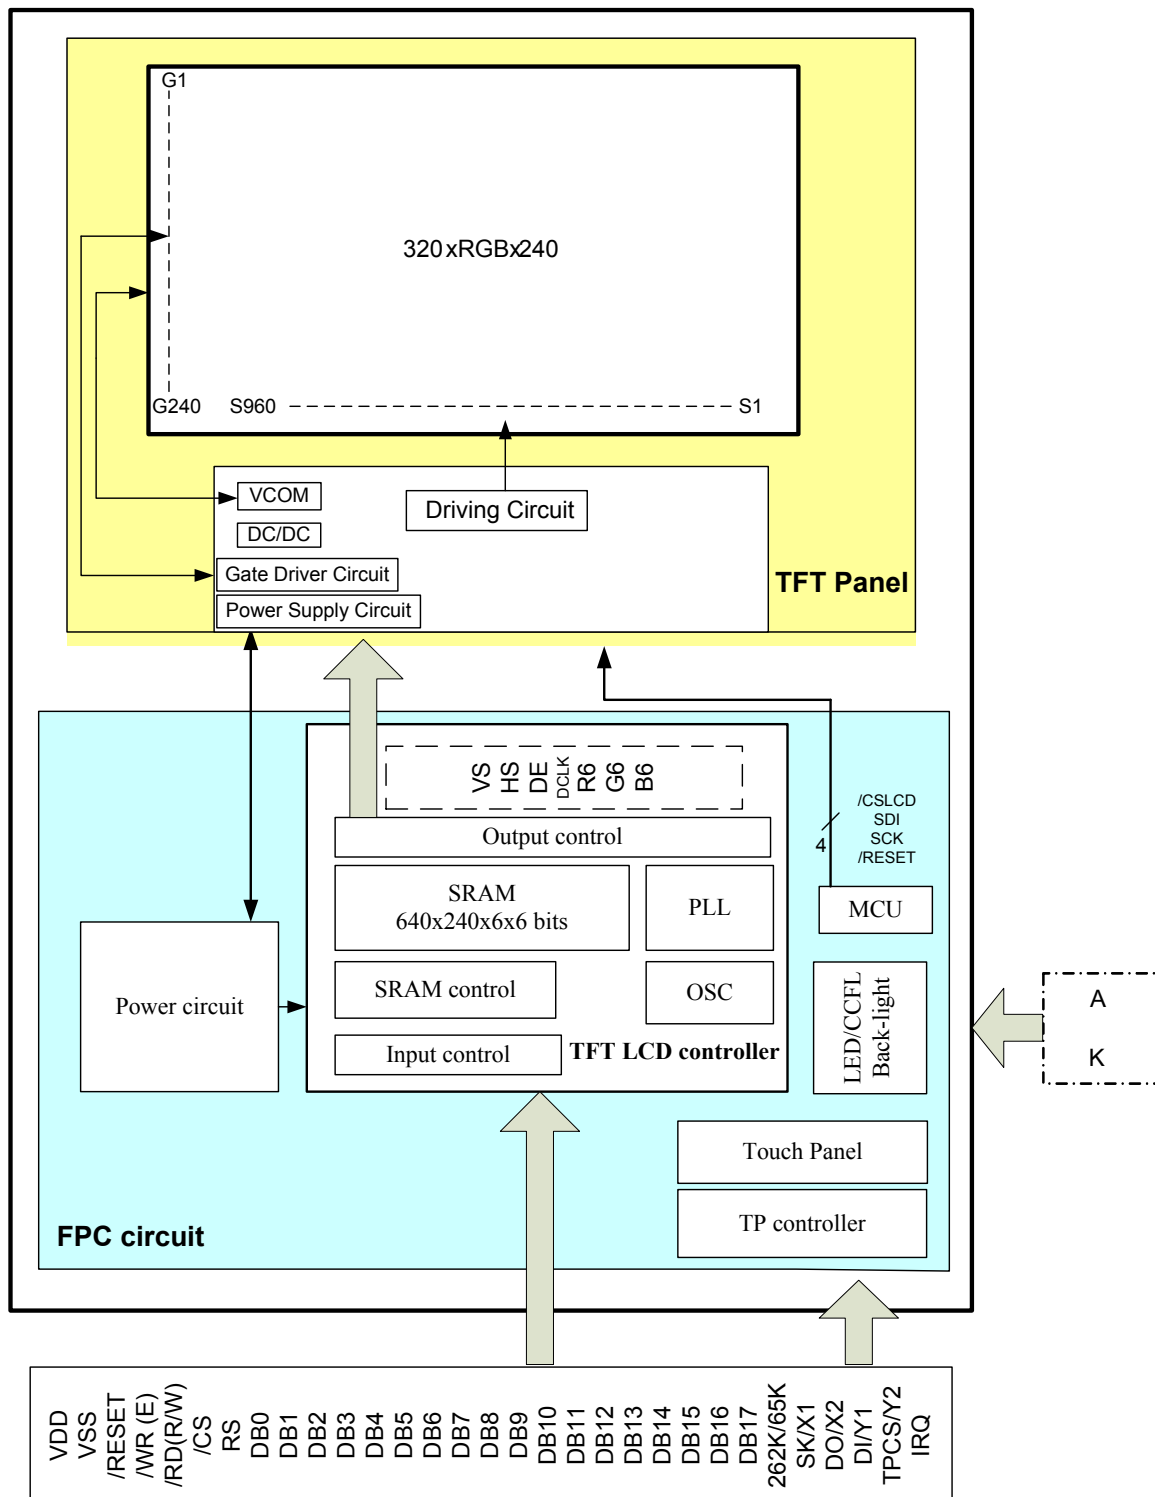 G1
320xRGBx240
G240
S960
S1
VCOM
Driving Circuit
DC/DC
Gate Driver Circuit
Power Supply Circuit
TFT Panel
VS
HS
DE
DCLK
R6
G6
B6
/CSLCD
SDI
SCK
/RESET
4
Output control
SRAM
640x240x6x6 bits
PLL
MCU
Power circuit
SRAM control
OSC
LED/CCFL
Back-light
A
K
Input control
TFT LCD controller
Touch Panel
TP controller
FPC circuit
VDD
VSS
/RESET
/WR (E)
/RD(R/W)
/CS
RS
DB0
DB1
DB2
DB3
DB4
DB5
DB6
DB7
DB8
DB9
DB10
DB11
DB12
DB13
DB14
DB15
DB16
DB17
262K/65K
SK/X1
DO/X2
DI/Y1
TPCS/Y2
IRQ